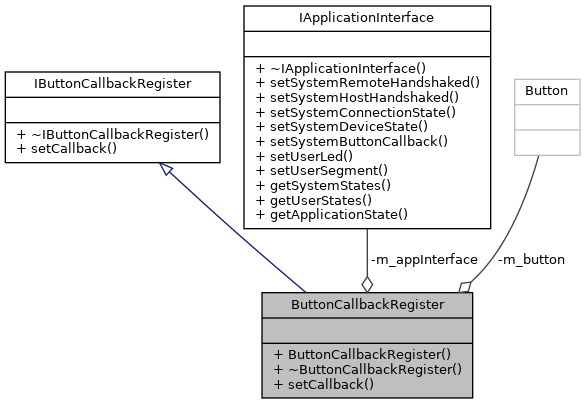 IApplicationInterface
+ ~IApplicationInterface()
+ setSystemRemoteHandshaked()
+ setSystemHostHandshaked()
+ setSystemConnectionState()
+ setSystemDeviceState()
+ setSystemButtonCallback()
+ setUserLed()
+ setUserSegment()
+ getSystemStates()
+ getUserStates()
+ getApplicationState()
IButtonCallbackRegister
+ ~IButtonCallbackRegister()
+ setCallback()
Button
-m_appInterface
-m_button
ButtonCallbackRegister
+ ButtonCallbackRegister()
+ ~ButtonCallbackRegister()
+ setCallback()